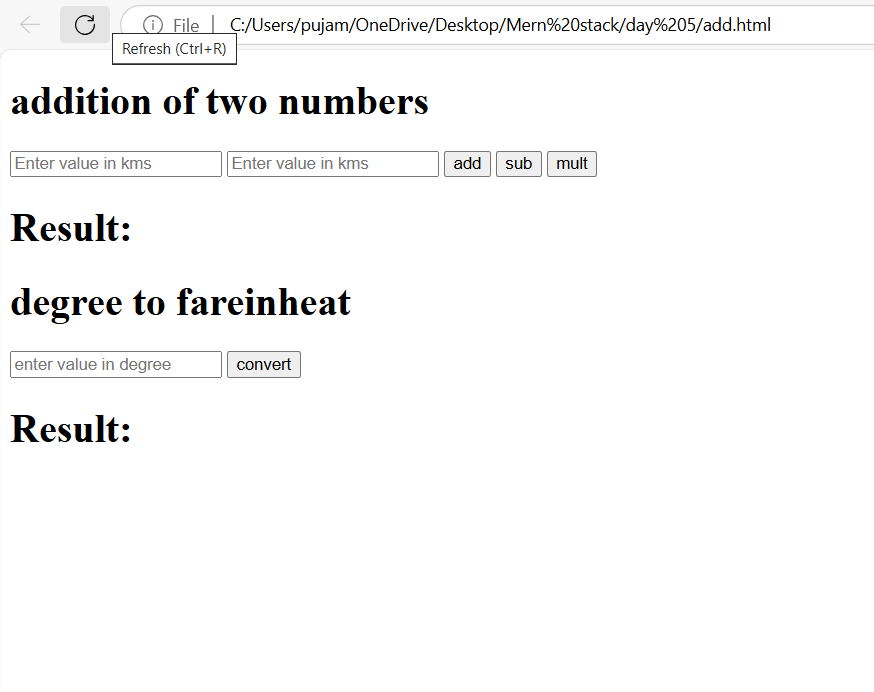 File | C:/Users/pujam/OneDrive/Desktop/Mern%20stack/day%205/add.html
Refresh (Ctrl+R)
addition of two numbers
Enter value in kms Enter value in kms add sub mult
Result:
degree to fareinheat
enter value in degree convert
Result: